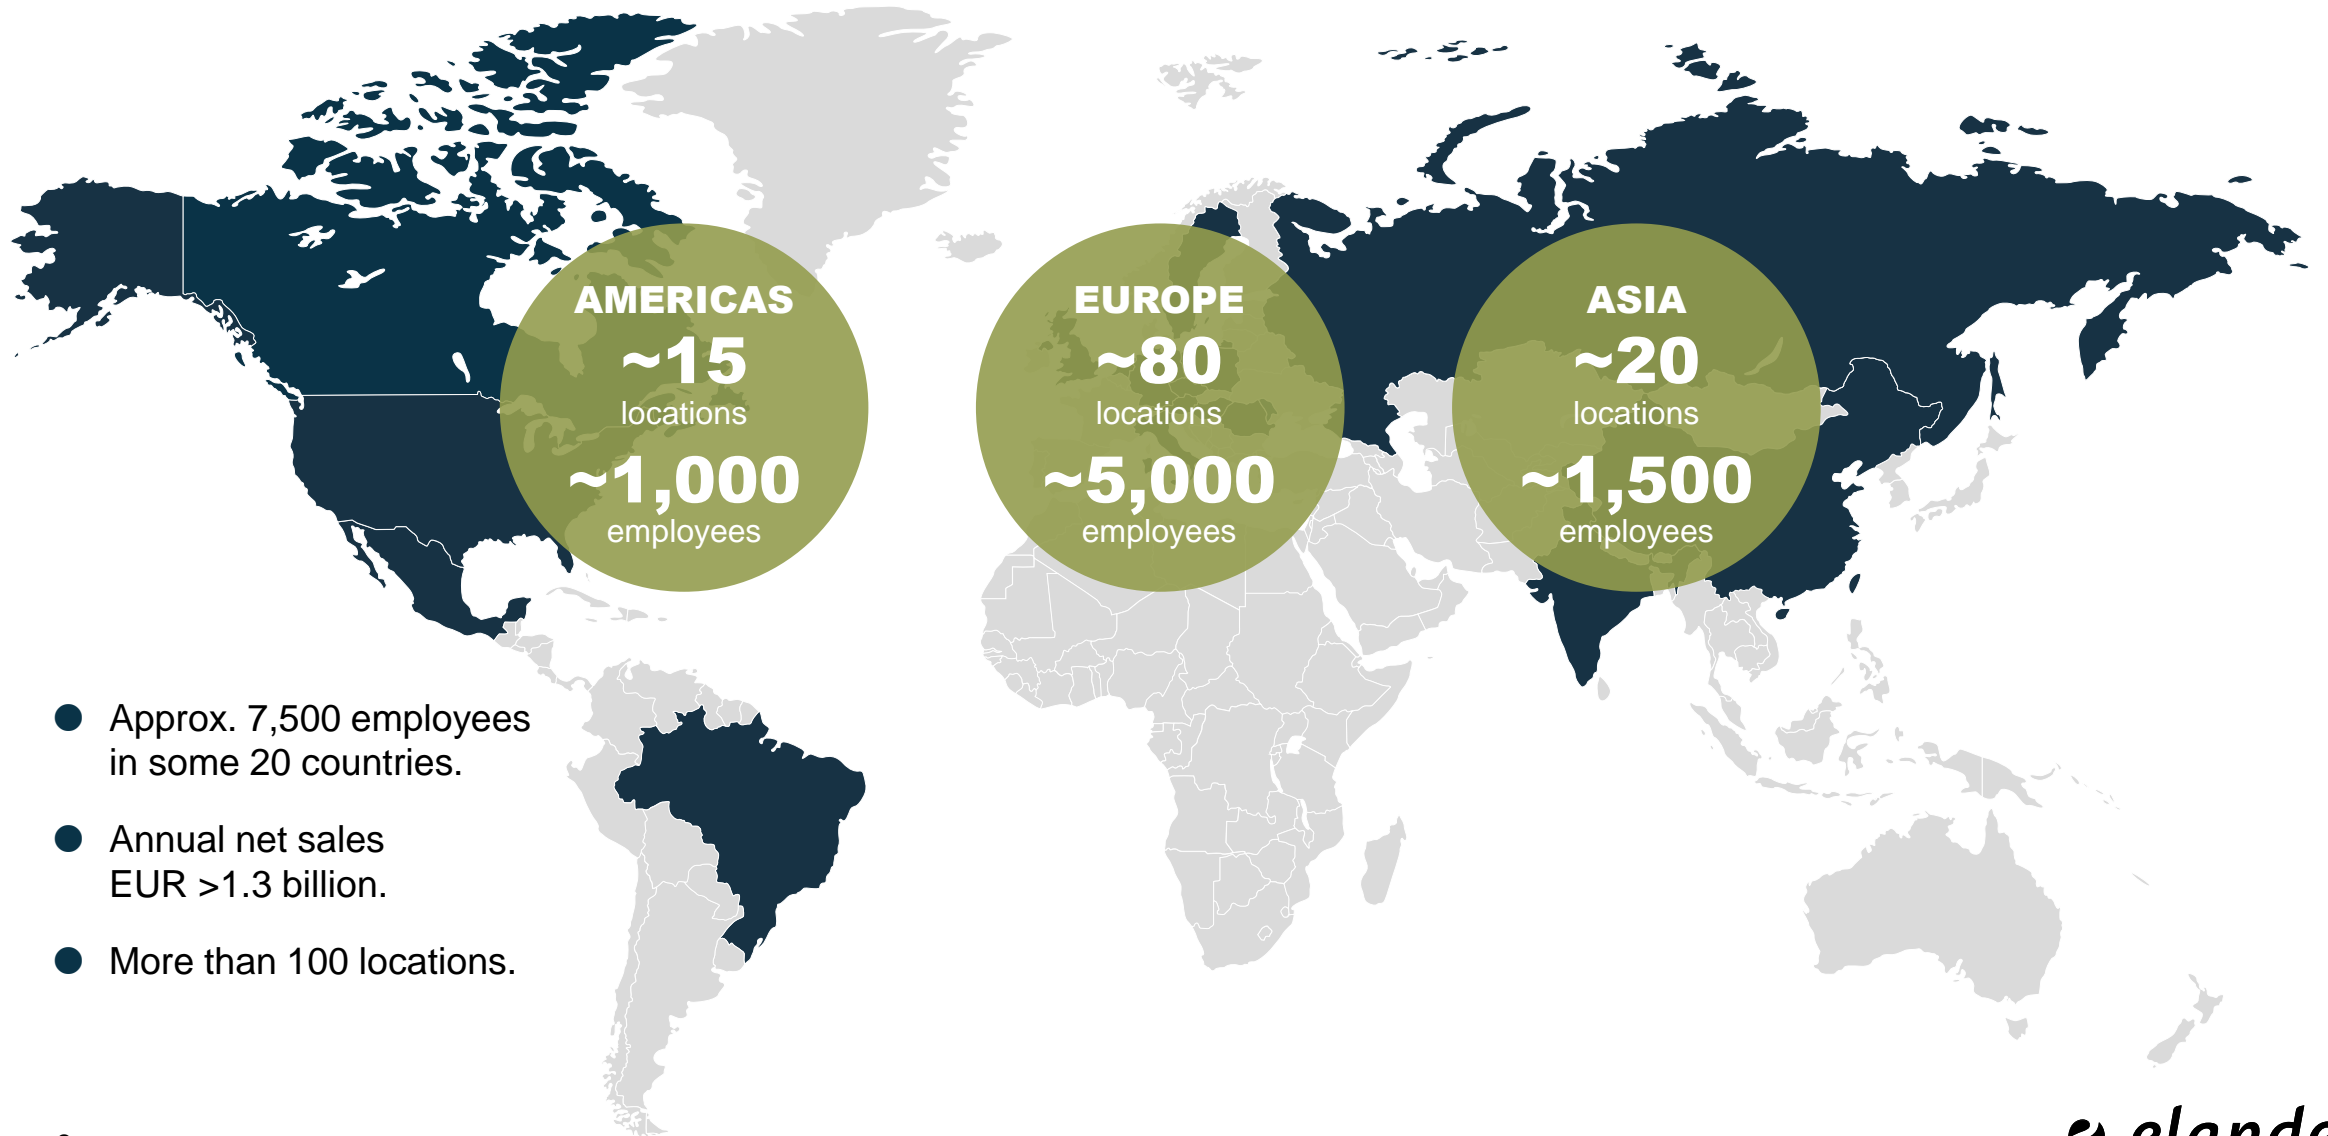 AMERICAS
~15
locations
~1,000
employees
EUROPE
~80
locations
~5,000
employees
ASIA
~20
locations
~1,500
employees
Approx. 7,500 employees
in some 20 countries.
Annual net sales
EUR >1.3 billion.
More than 100 locations.